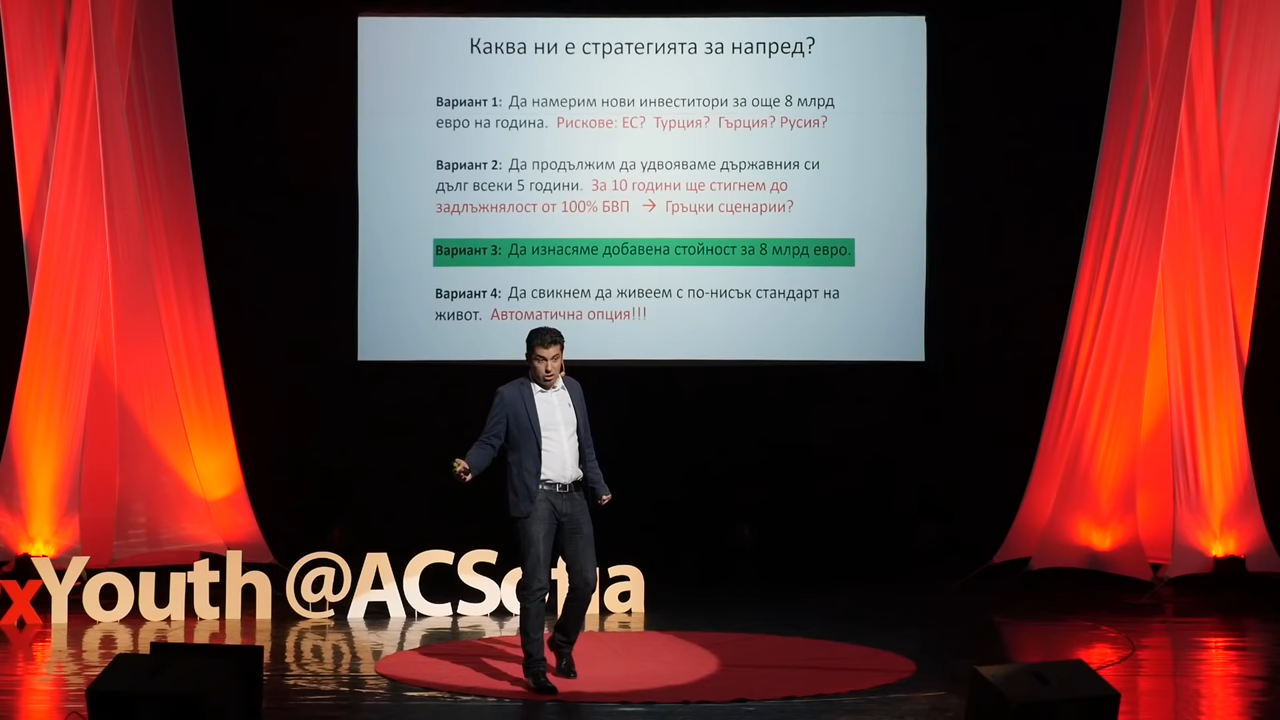 Каква ни е стратегията за напред?
Вариант 1: Да намерим нови инвеститори за още 8 млрд
евро на година. Рискове: ЕС? Турция? Гърция? Русия?
Вариант 2: Да продължим да удвояваме държавния си
дълг всеки 5 години. За 10 години ще стигнем до
задлъжнялост от 100% БВП → Гръцки сценарии?
Вариант 3: Да изнасяме добавена стойност за 8 млрд евро.
Вариант 4: Да свикнем да живеем с по-нисък стандарт на
живот. Автоматична опция!!!
xYouth@ACSofia